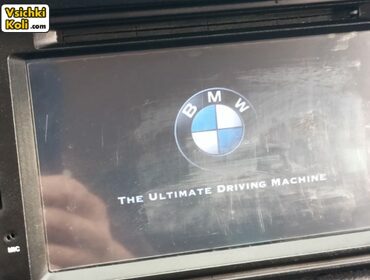 Vsichki
Koli.com
BMW
THE ULTIMATE DRIVING MACHINE
MIC